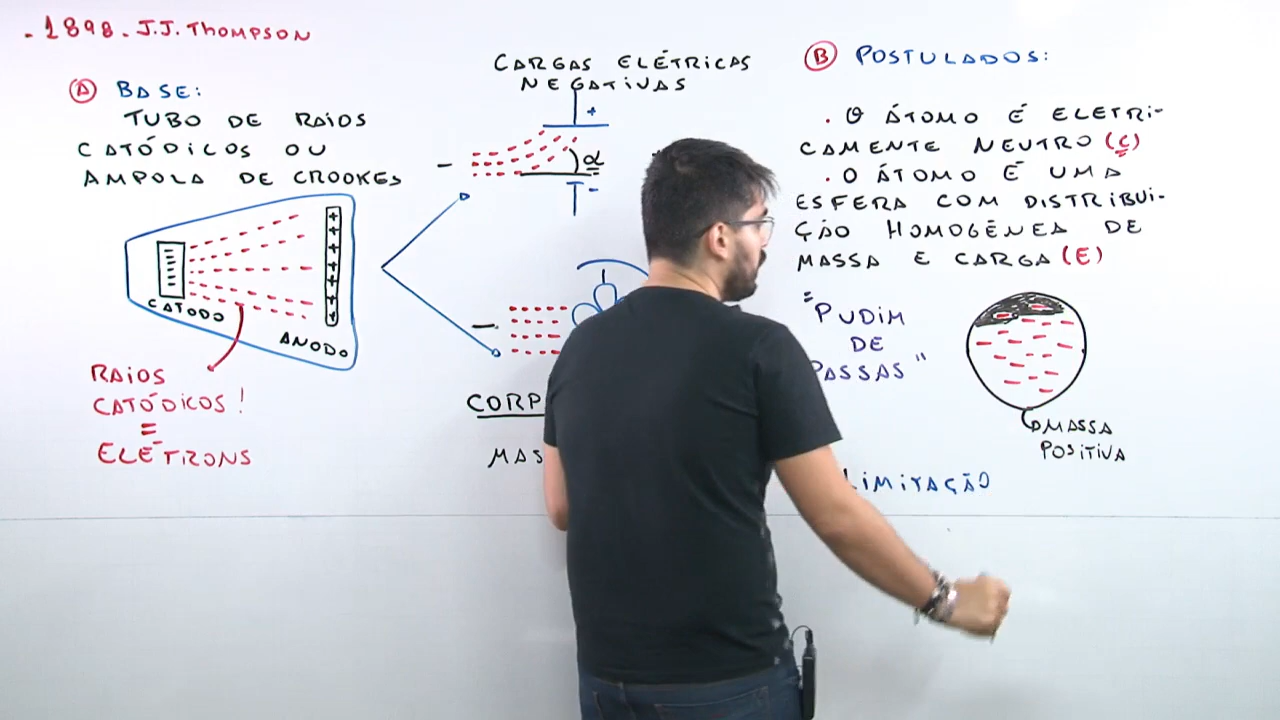 . 1898. J.J. THOMPSON
A BASE:
TUBO DE RAIOS
CATÓDICOS OU
AMPOLA DE CROOKES
CATODO
ANODO
RAIOS
CATÓDICOS!
=
ELÉTRONS
CARGAS ELÉTRICAS
NEGATIVAS
+
α
-
-
-
B POSTULADOS:
. O ÁTOMO É ELETRI-
CAMENTE NEUTRO (C)
. O ÁTOMO É UMA
ESFERA COM DISTRIBUI-
ÇÃO HOMOGÊNEA DE
MASSA E CARGA (E)
"PUDIM
DE
PASSAS"
MASSA
POSITIVA
LIMITAÇÃO